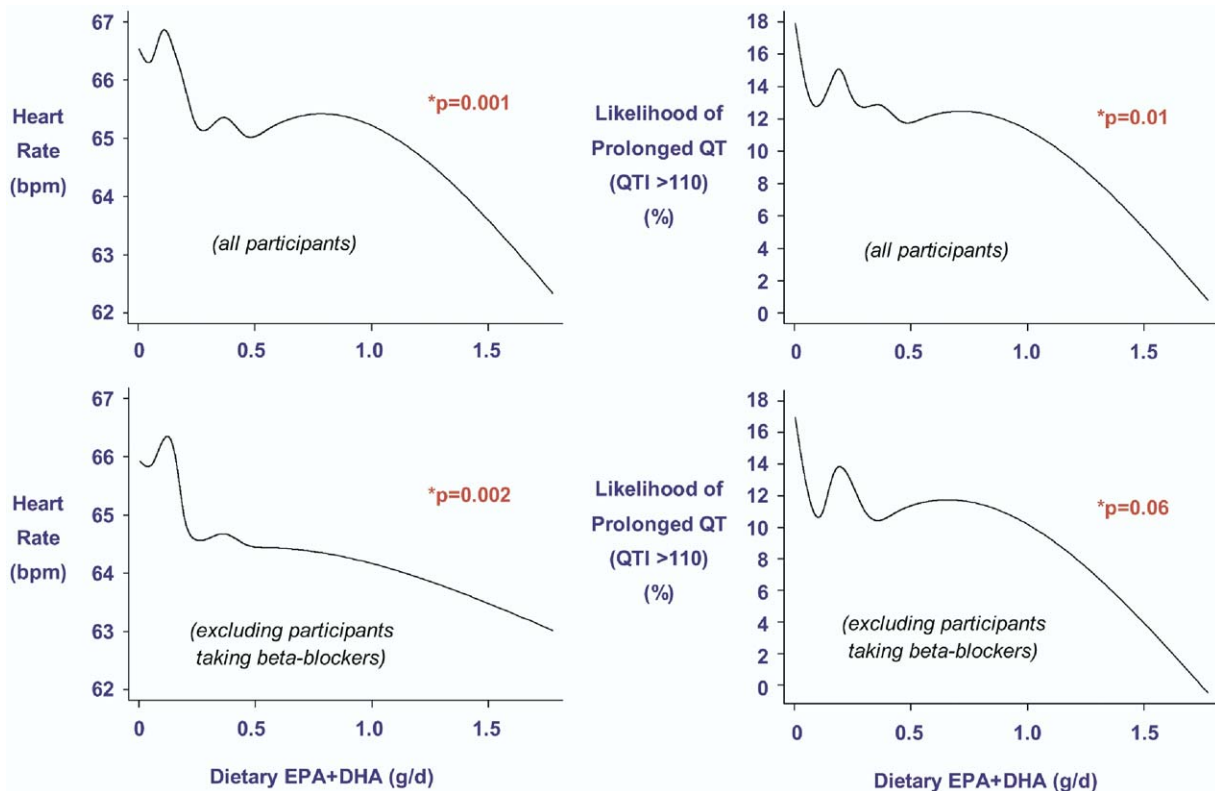 67
66
65
64
63
62
Heart
Rate
(bpm)
*p=0.001
(all participants)
0 0.5 1.0 1.5
18
16
14
12
10
8
6
4
2
0
Likelihood of
Prolonged QT
(QTI >110)
(%)
*p=0.01
(all participants)
0 0.5 1.0 1.5
67
66
65
64
63
62
Heart
Rate
(bpm)
*p=0.002
(excluding participants
taking beta-blockers)
0 0.5 1.0 1.5
Dietary EPA+DHA (g/d)
18
16
14
12
10
8
6
4
2
0
Likelihood of
Prolonged QT
(QTI >110)
(%)
*p=0.06
(excluding participants
taking beta-blockers)
0 0.5 1.0 1.5
Dietary EPA+DHA (g/d)